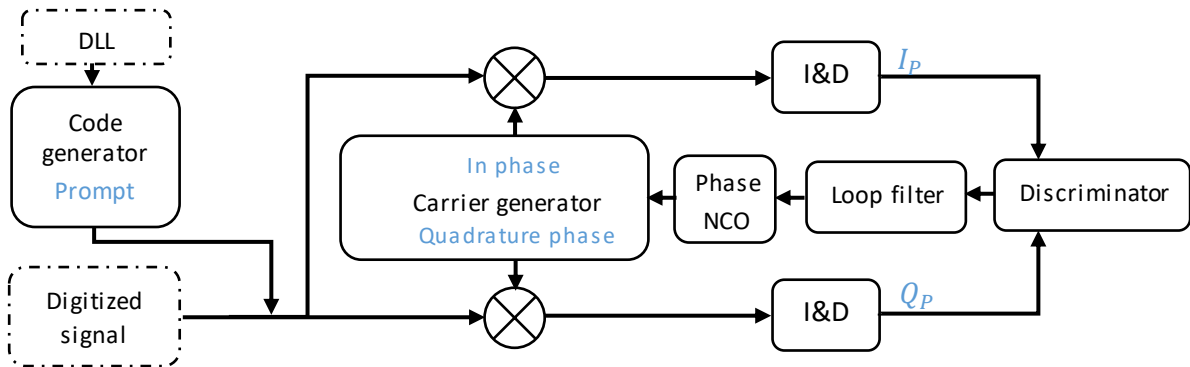 DLL
Code
generator
Prompt
Digitized
signal
In phase
Carrier generator
Quadrature phase
Phase
NCO
Loop filter
Discriminator
I&D
I_P
I&D
Q_P